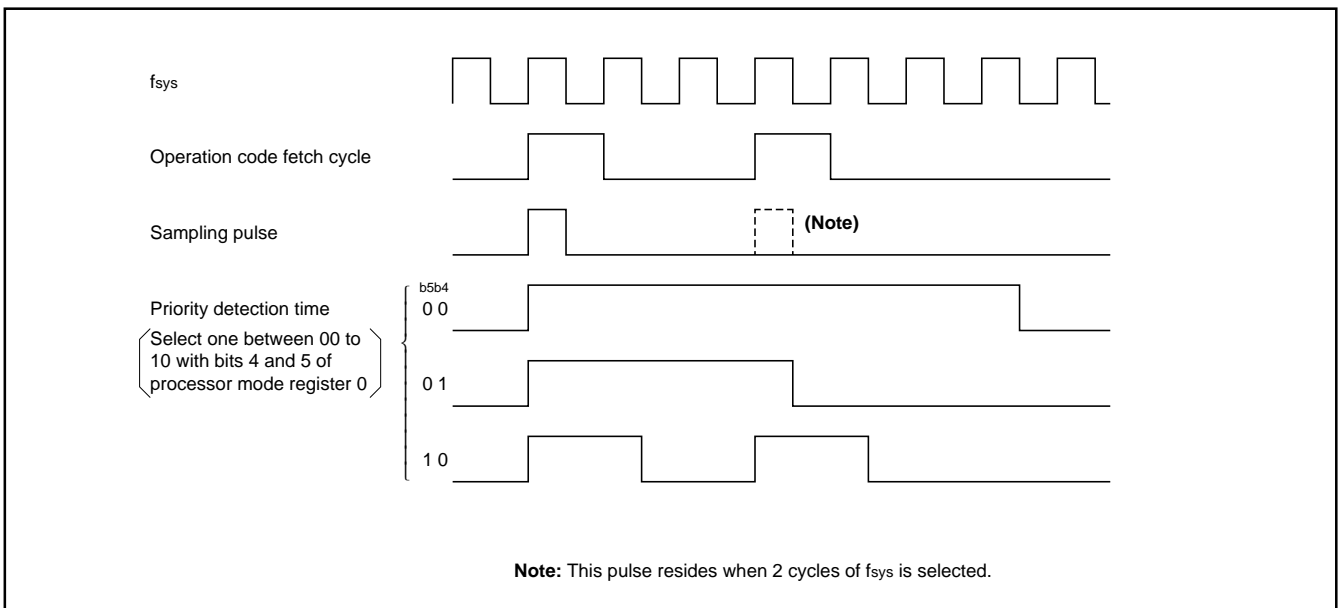 fsys
Operation code fetch cycle
Sampling pulse
(Note)
Priority detection time
Select one between 00 to
10 with bits 4 and 5 of
processor mode register 0
b5b4
0 0
0 1
1 0
Note: This pulse resides when 2 cycles of fsys is selected.